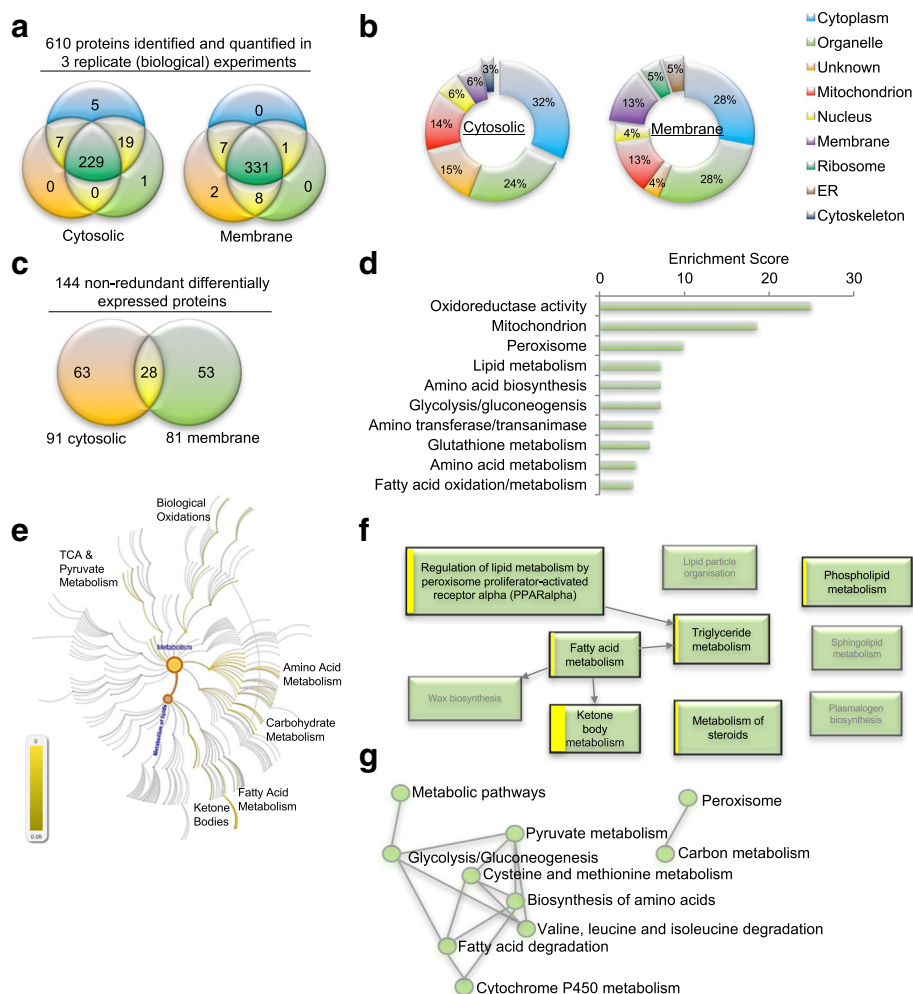 a
610 proteins identified and quantified in
3 replicate (biological) experiments
5
7
19
229
0
0
1
Cytosolic
0
7
1
331
2
8
0
Membrane
b
3%
6%
6%
14%
15%
24%
32%
Cytosolic
5%
5%
13%
4%
13%
4%
28%
28%
Membrane
Cytoplasm
Organelle
Unknown
Mitochondrion
Nucleus
Membrane
Ribosome
ER
Cytoskeleton
c
144 non-redundant differentially
expressed proteins
63
28
53
91 cytosolic
81 membrane
d
Enrichment Score
0
10
20
30
Oxidoreductase activity
Mitochondrion
Peroxisome
Lipid metabolism
Amino acid biosynthesis
Glycolysis/gluconeogensis
Amino transferase/transanimase
Glutathione metabolism
Amino acid metabolism
Fatty acid oxidation/metabolism
e
Biological
Oxidations
TCA &
Pyruvate
Metabolism
Metabolism
Amino Acid
Metabolism
Carbohydrate
Metabolism
Metabolism of lipids
Fatty Acid
Metabolism
Ketone
Bodies
0
0.05
f
Regulation of lipid metabolism by
peroxisome proliferator-activated
receptor alpha (PPARalpha)
Lipid particle
organisation
Phospholipid
metabolism
Fatty acid
metabolism
Triglyceride
metabolism
Sphingolipid
metabolism
Wax biosynthesis
Ketone
body
metabolism
Metabolism of
steroids
Plasmalogen
biosynthesis
g
Metabolic pathways
Peroxisome
Pyruvate metabolism
Glycolysis/Gluconeogenesis
Carbon metabolism
Cysteine and methionine metabolism
Biosynthesis of amino acids
Valine, leucine and isoleucine degradation
Fatty acid degradation
Cytochrome P450 metabolism